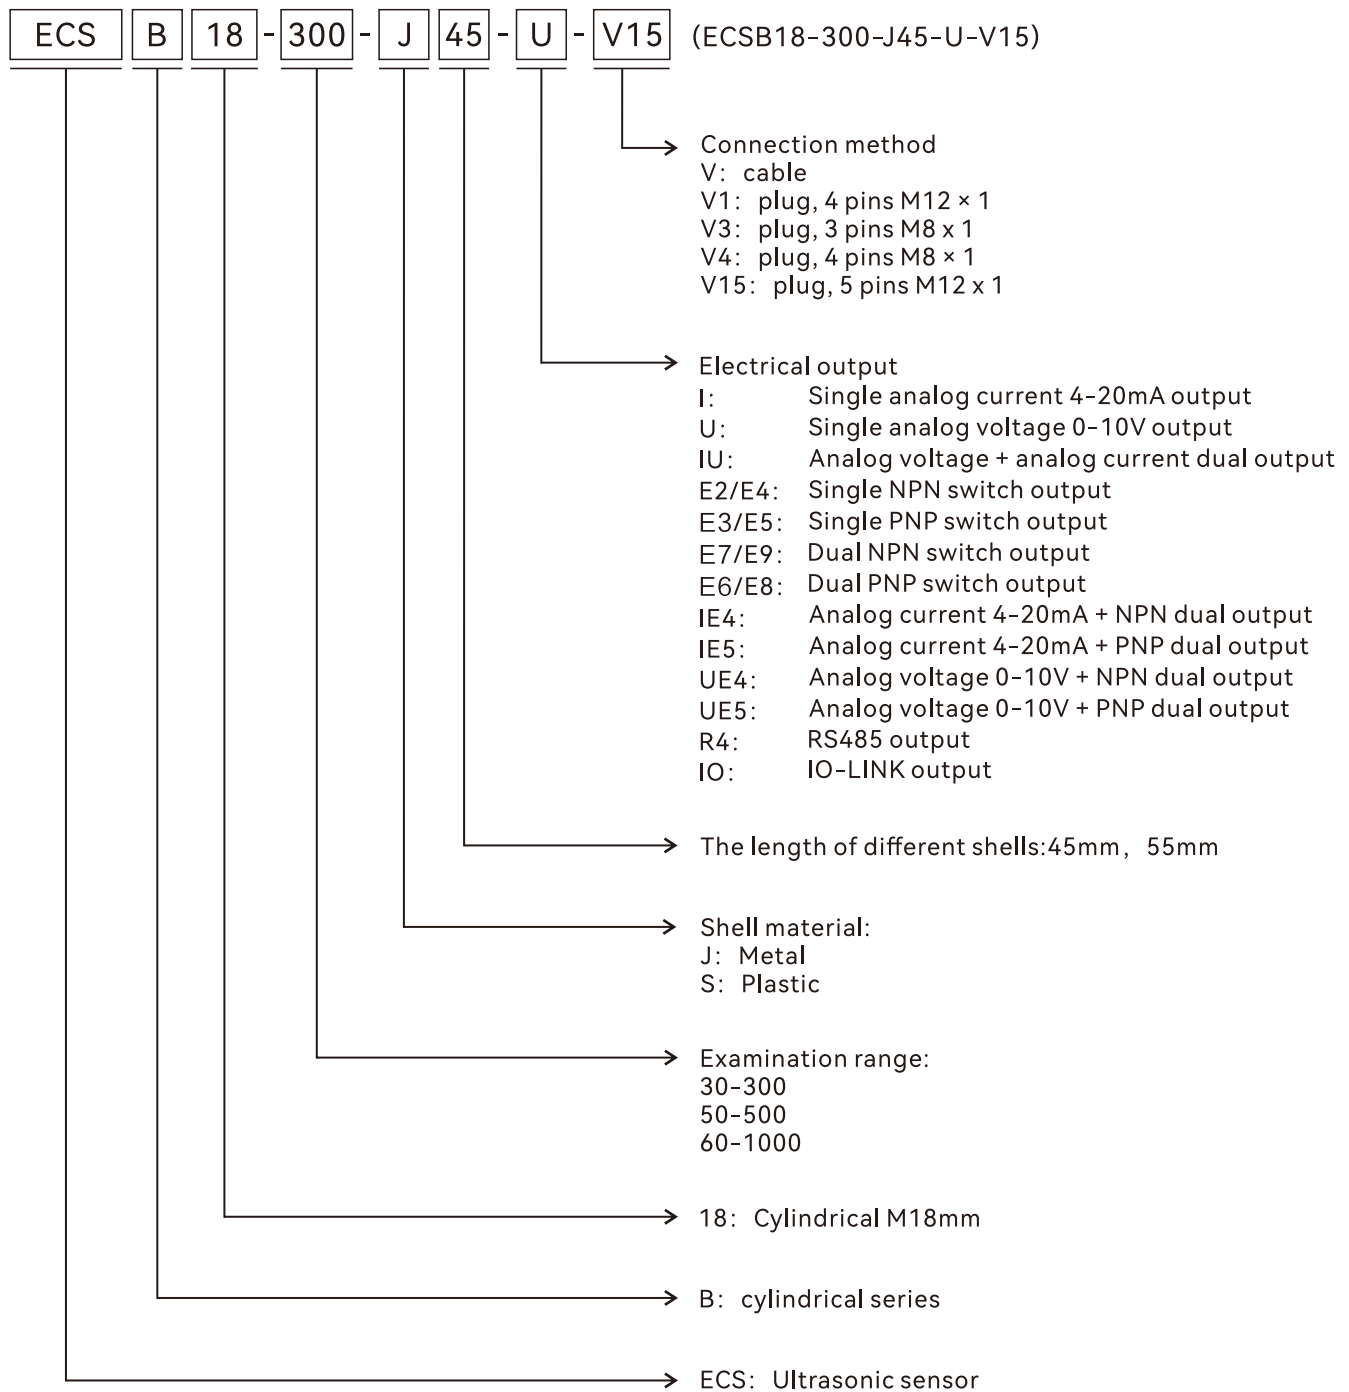 ECS B 18 - 300 - J 45 - U - V15 (ECSB18-300-J45-U-V15)
Connection method
V: cable
V1: plug, 4 pins M12 × 1
V3: plug, 3 pins M8 x 1
V4: plug, 4 pins M8 × 1
V15: plug, 5 pins M12 x 1
Electrical output
I: Single analog current 4-20mA output
U: Single analog voltage 0-10V output
IU: Analog voltage + analog current dual output
E2/E4: Single NPN switch output
E3/E5: Single PNP switch output
E7/E9: Dual NPN switch output
E6/E8: Dual PNP switch output
IE4: Analog current 4-20mA + NPN dual output
IE5: Analog current 4-20mA + PNP dual output
UE4: Analog voltage 0-10V + NPN dual output
UE5: Analog voltage 0-10V + PNP dual output
R4: RS485 output
IO: IO-LINK output
The length of different shells:45mm, 55mm
Shell material:
J: Metal
S: Plastic
Examination range:
30-300
50-500
60-1000
18: Cylindrical M18mm
B: cylindrical series
ECS: Ultrasonic sensor